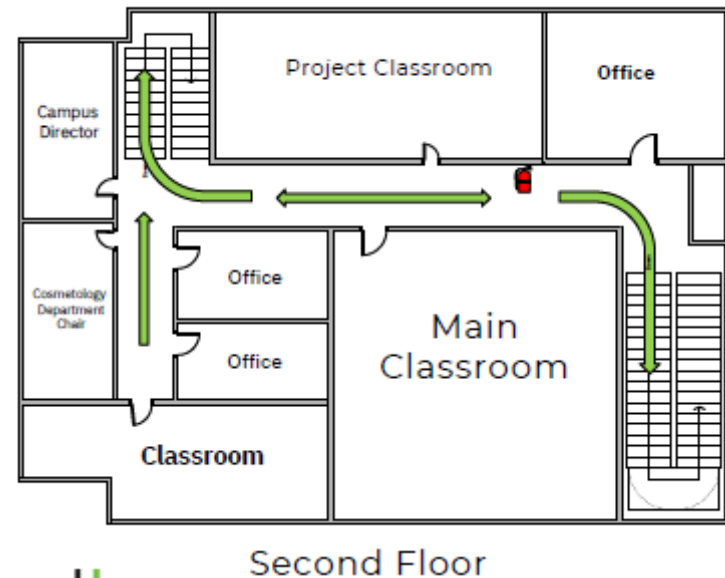 Project Classroom
Office
Campus
Director
Cosmetology
Department
Chair
Office
Office
Main
Classroom
Classroom
Second Floor